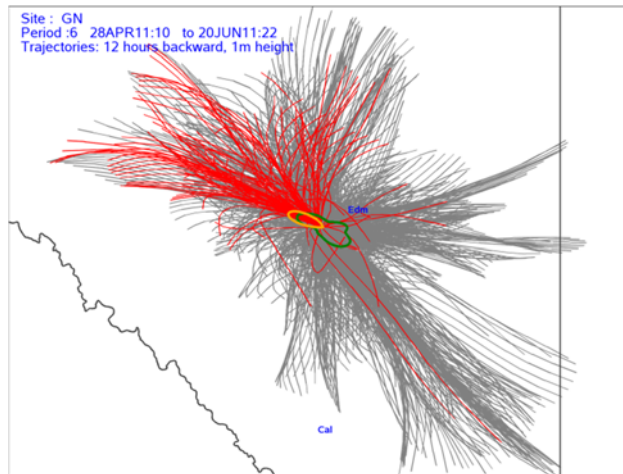 Site : GN
Period :6 28APR11:10 to 20JUN11:22
Trajectories: 12 hours backward, 1m height
Edm
Cal